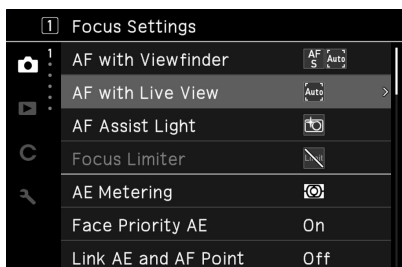 1 Focus Settings
1
AF with Viewfinder AF S Auto
AF with Live View Auto >
AF Assist Light
Focus Limiter Limit
AE Metering
Face Priority AE On
Link AE and AF Point Off
C